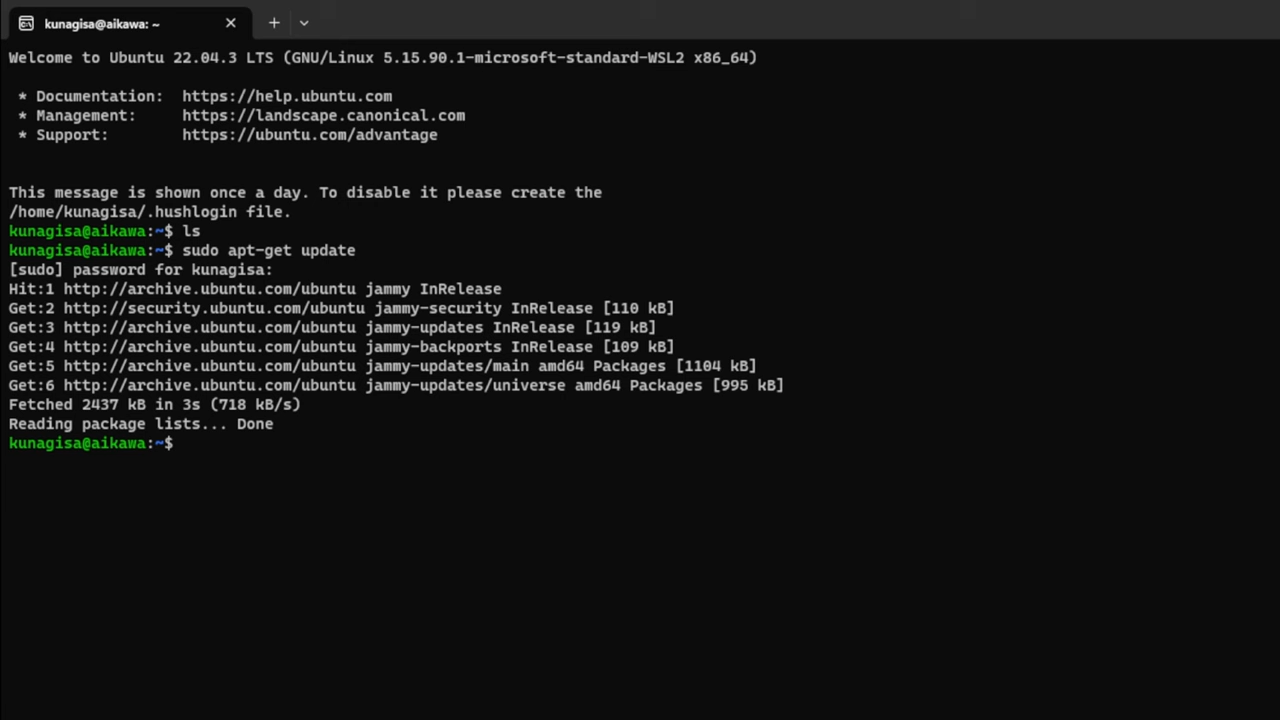 kunagisa@aikawa: ~
Welcome to Ubuntu 22.04.3 LTS (GNU/Linux 5.15.90.1-microsoft-standard-WSL2 x86_64)
* Documentation:  https://help.ubuntu.com
* Management:     https://landscape.canonical.com
* Support:        https://ubuntu.com/advantage
This message is shown once a day. To disable it please create the
/home/kunagisa/.hushlogin file.
kunagisa@aikawa:~$ ls
kunagisa@aikawa:~$ sudo apt-get update
[sudo] password for kunagisa:
Hit:1 http://archive.ubuntu.com/ubuntu jammy InRelease
Get:2 http://security.ubuntu.com/ubuntu jammy-security InRelease [110 kB]
Get:3 http://archive.ubuntu.com/ubuntu jammy-updates InRelease [119 kB]
Get:4 http://archive.ubuntu.com/ubuntu jammy-backports InRelease [109 kB]
Get:5 http://archive.ubuntu.com/ubuntu jammy-updates/main amd64 Packages [1104 kB]
Get:6 http://archive.ubuntu.com/ubuntu jammy-updates/universe amd64 Packages [995 kB]
Fetched 2437 kB in 3s (718 kB/s)
Reading package lists... Done
kunagisa@aikawa:~$